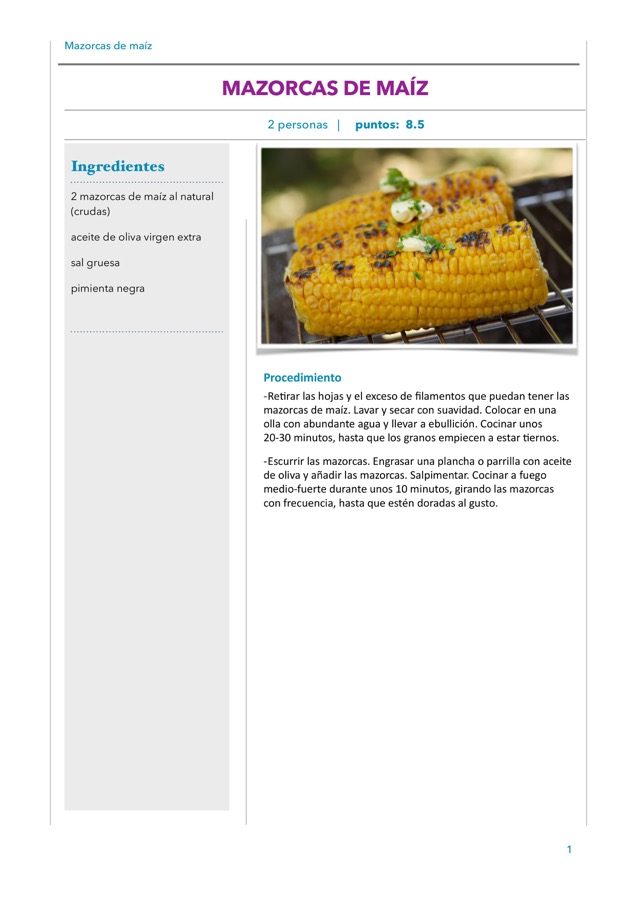 Mazorcas de maíz
MAZORCAS DE MAÍZ
2 personas | puntos: 8.5
Ingredientes
2 mazorcas de maíz al natural
(crudas)
aceite de oliva virgen extra
sal gruesa
pimienta negra
Procedimiento
-Retirar las hojas y el exceso de filamentos que puedan tener las
mazorcas de maíz. Lavar y secar con suavidad. Colocar en una
olla con abundante agua y llevar a ebullición. Cocinar unos
20-30 minutos, hasta que los granos empiecen a estar tiernos.
-Escurrir las mazorcas. Engrasar una plancha o parrilla con aceite
de oliva y añadir las mazorcas. Salpimentar. Cocinar a fuego
medio-fuerte durante unos 10 minutos, girando las mazorcas
con frecuencia, hasta que estén doradas al gusto.
1